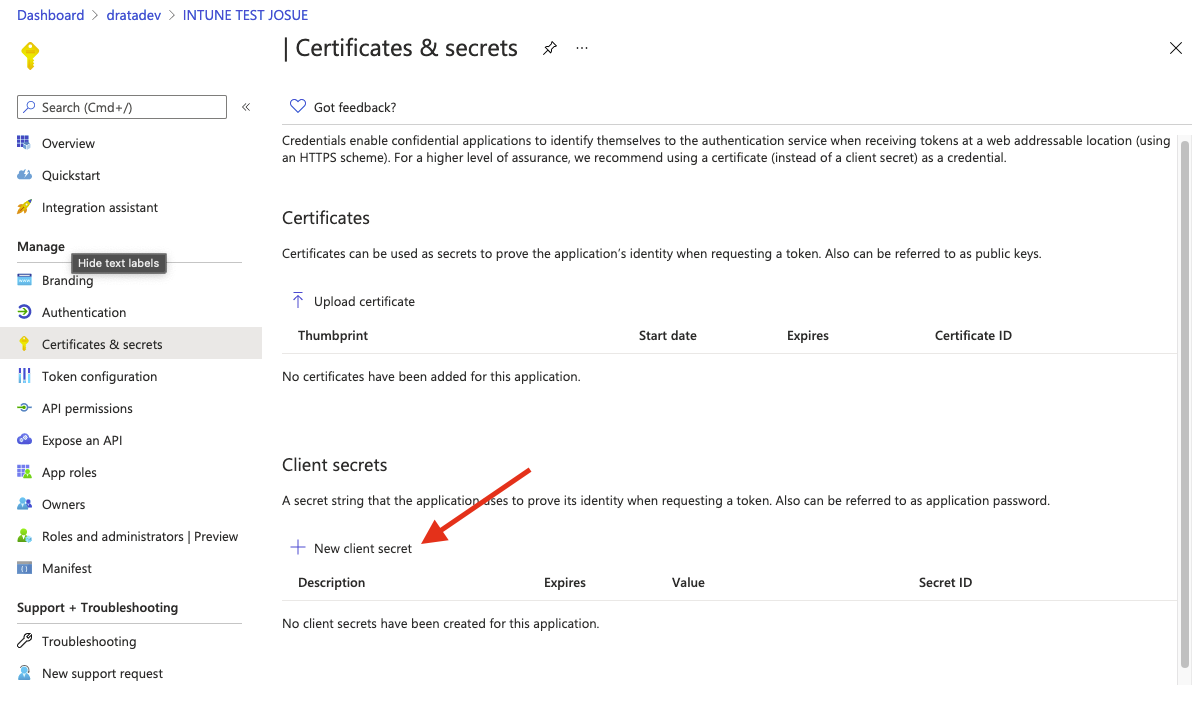 Dashboard > dratadev > INTUNE TEST JOSUE
| Certificates & secrets
Search (Cmd+/)
Overview
Quickstart
Integration assistant
Manage
Hide text labels
Branding
Authentication
Certificates & secrets
Token configuration
API permissions
Expose an API
App roles
Owners
Roles and administrators | Preview
Manifest
Support + Troubleshooting
Troubleshooting
New support request
Got feedback?
Credentials enable confidential applications to identify themselves to the authentication service when receiving tokens at a web addressable location (using
an HTTPS scheme). For a higher level of assurance, we recommend using a certificate (instead of a client secret) as a credential.
Certificates
Certificates can be used as secrets to prove the application's identity when requesting a token. Also can be referred to as public keys.
Upload certificate
Thumbprint Start date Expires Certificate ID
No certificates have been added for this application.
Client secrets
A secret string that the application uses to prove its identity when requesting a token. Also can be referred to as application password.
New client secret
Description Expires Value Secret ID
No client secrets have been created for this application.